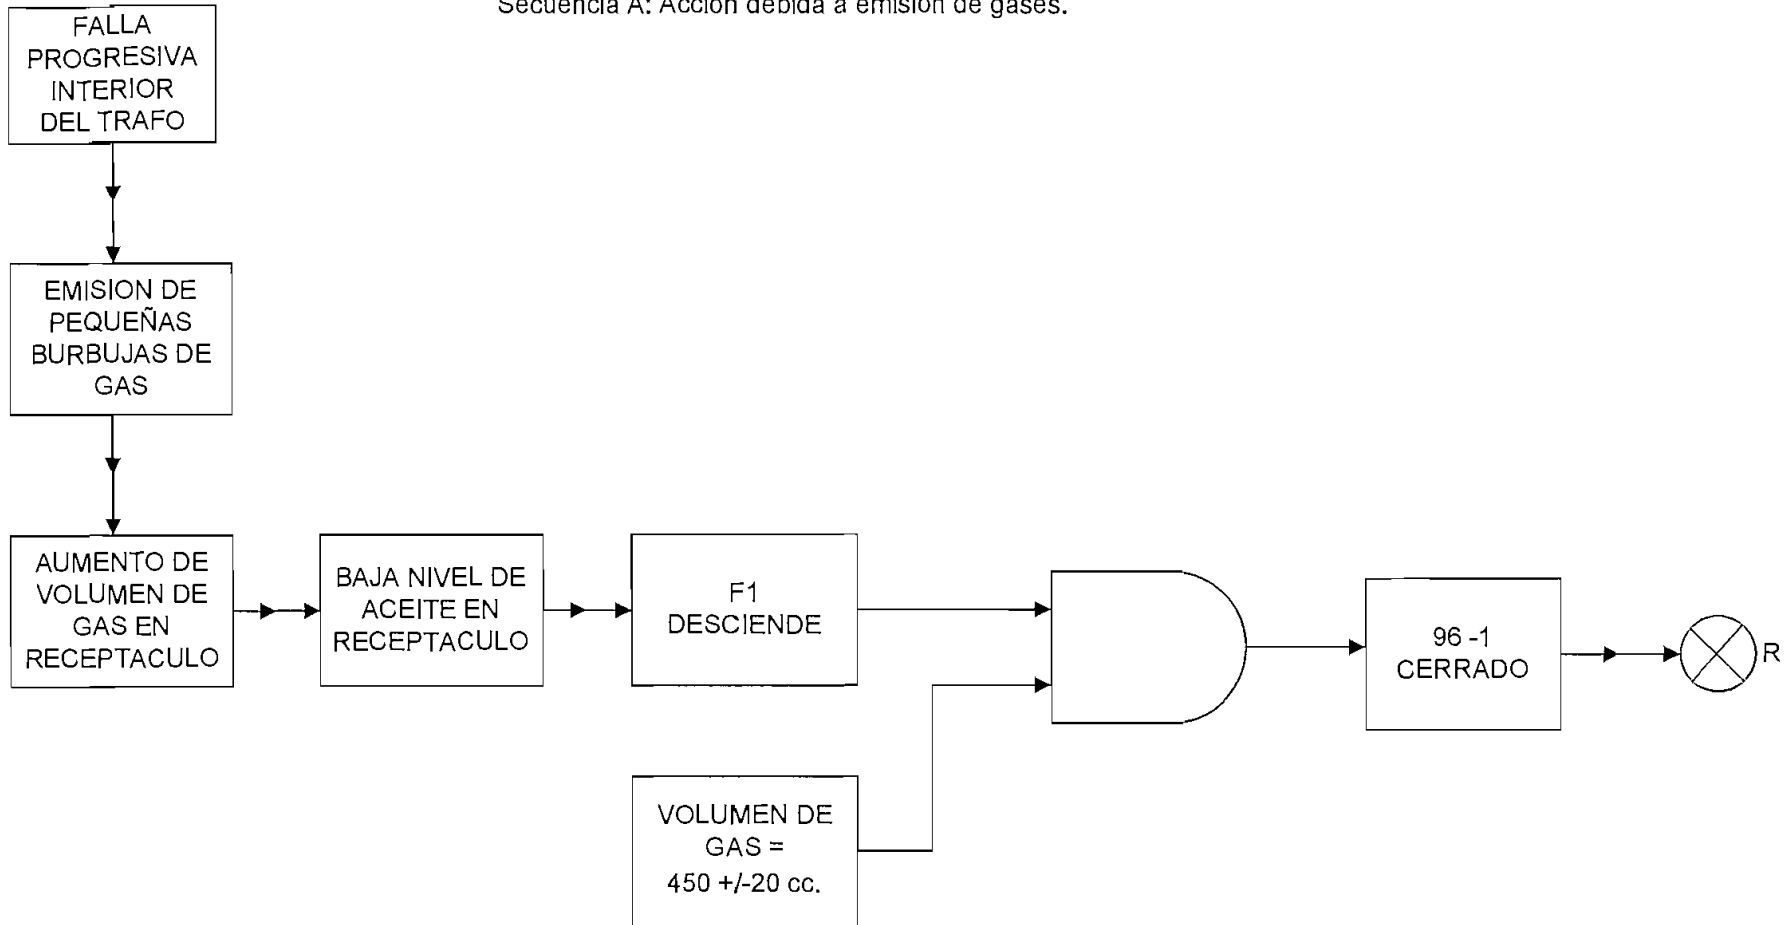 Secuencia A: Acción debida a emisión de gases.
FALLA
PROGRESIVA
INTERIOR
DEL TRAFO
EMISION DE
PEQUEÑAS
BURBUJAS DE
GAS
AUMENTO DE
VOLUMEN DE
GAS EN
RECEPTACULO
BAJA NIVEL DE
ACEITE EN
RECEPTACULO
F1
DESCIENDE
VOLUMEN DE
GAS =
450 +/-20 cc.
96 -1
CERRADO
R